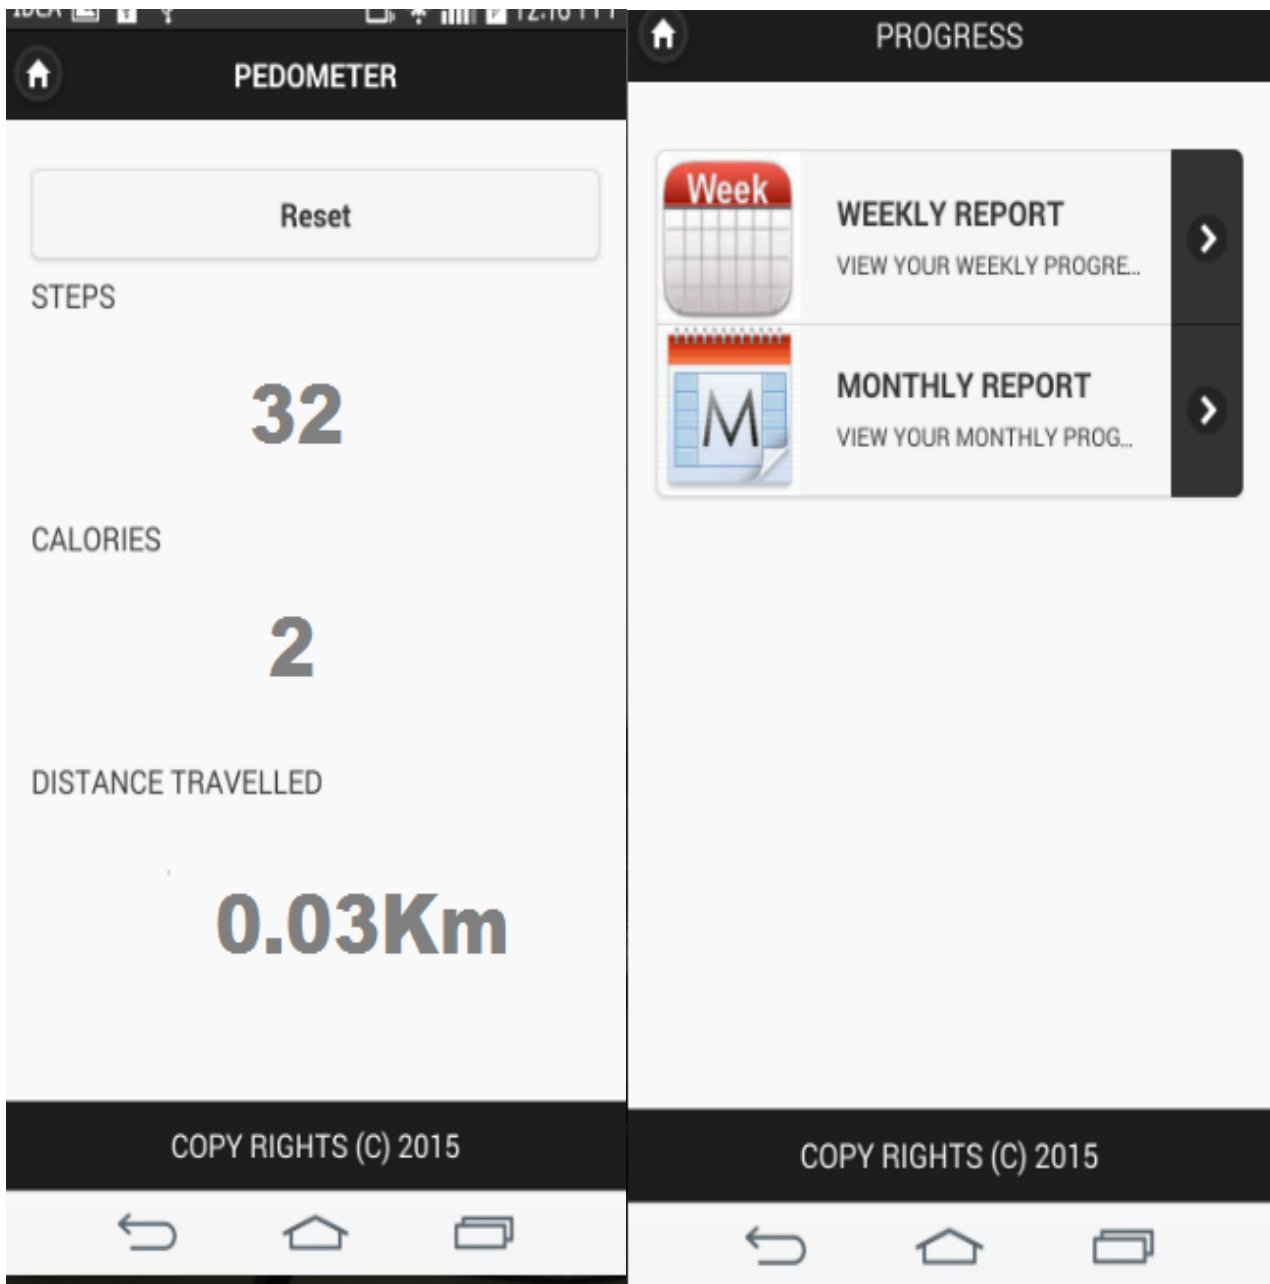 PEDOMETER
Reset
STEPS
32
CALORIES
2
DISTANCE TRAVELLED
0.03Km
COPY RIGHTS (C) 2015
PROGRESS
Week
WEEKLY REPORT
VIEW YOUR WEEKLY PROGRE...
M
MONTHLY REPORT
VIEW YOUR MONTHLY PROG...
COPY RIGHTS (C) 2015